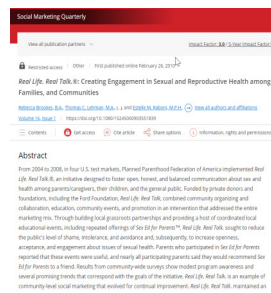 Social Marketing Quarterly
View all publication partners
Impact Factor: 3.0 / 5-Year Impact Factor:
Restricted access Other First published online February 26, 2010
Real Life. Real Talk.®: Creating Engagement in Sexual and Reproductive Health among
Families, and Communities
Rebecca Brookes, B.A., Thomas C. Lehman, M.A., [...], and Estelle M. Raboni, M.P.H. View all authors and affiliations
Volume 16, Issue 1 https://doi.org/10.1080/15245000903551839
Contents Get access Cite article Share options Information, rights and permissions
Abstract
From 2004 to 2008, in four U.S. test markets, Planned Parenthood Federation of America implemented Real
Life. Real Talk.®, an initiative designed to foster open, honest, and balanced communication about sex and
health among parents/caregivers, their children, and the general public. Funded by private donors and
foundations, including the Ford Foundation, Real Life. Real Talk. combined community organizing and
collaboration, education, community events, and promotion in an intervention that addressed the entire
marketing mix. Through building local grassroots partnerships and providing a host of coordinated local
educational events, including repeated offerings of Sex Ed for Parents™, Real Life. Real Talk. sought to reduce
the public's level of shame, intolerance, and avoidance and, subsequently, to increase openness,
acceptance, and engagement about issues of sexual health. Parents who participated in Sex Ed for Parents
reported that these events were useful, and nearly all participating parents said they would recommend Sex
Ed for Parents to a friend. Results from community-wide surveys show modest program awareness and
several promising trends that correspond with the goals of the initiative. Real Life. Real Talk. is an example of
community-level social marketing that evolved for continual improvement. Real Life. Real Talk. maintained an